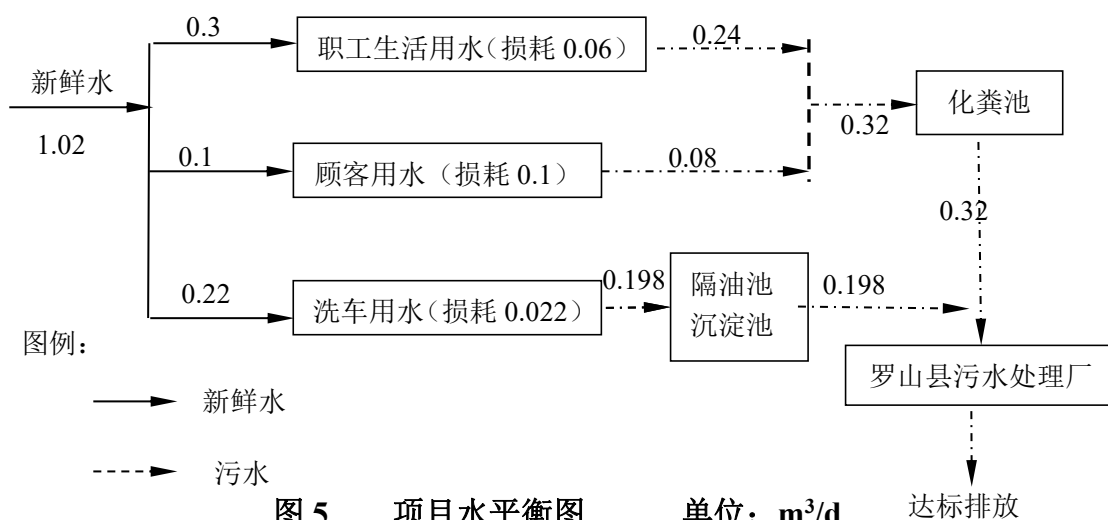 0.3
职工生活用水(损耗 0.06)
0.24
新鲜水
1.02
化粪池
0.32
0.1
顾客用水（损耗 0.1）
0.08
0.32
0.22
洗车用水(损耗 0.022)
0.198
隔油池
沉淀池
0.198
图例：
罗山县污水处理厂
新鲜水
污水
图 5 项目水平衡图 单位：m³/d
达标排放